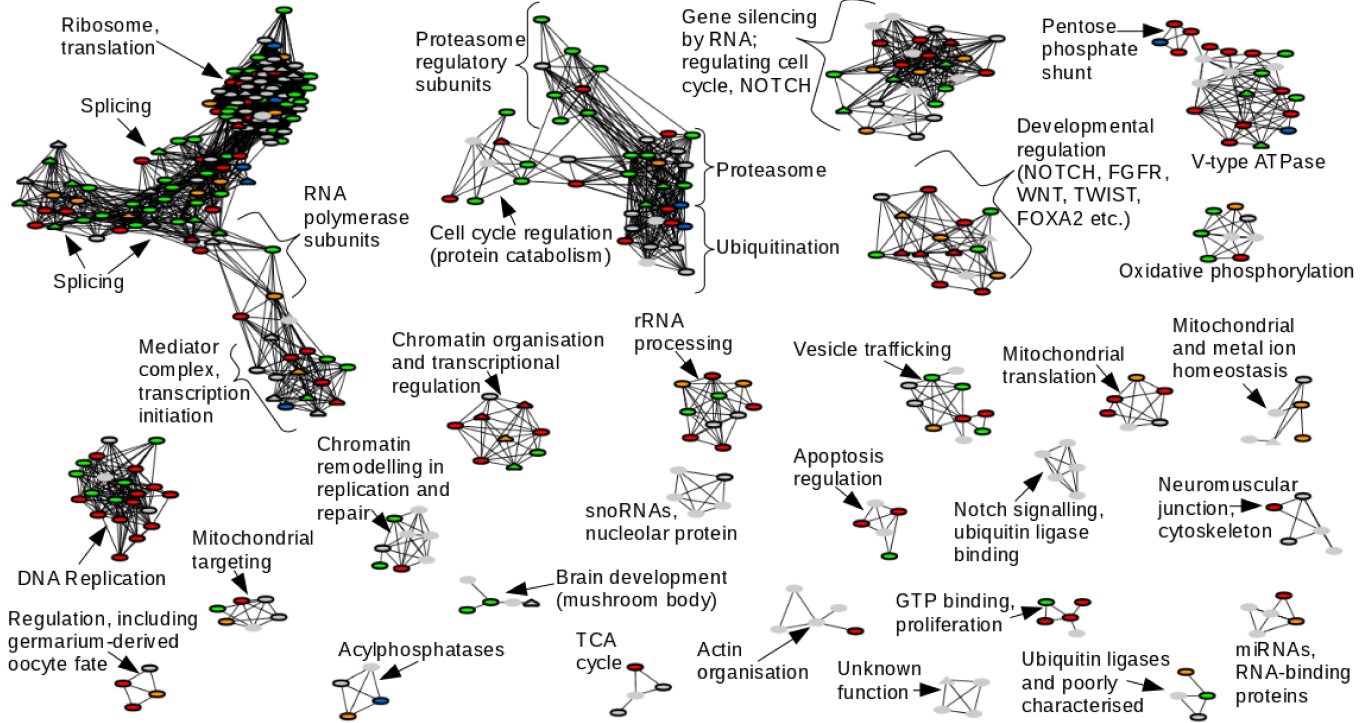 Ribosome,
translation
Splicing
Splicing
RNA
polymerase
subunits
Mediator
complex,
transcription
initiation
Proteasome
regulatory
subunits
Cell cycle regulation
(protein catabolism)
Proteasome
Ubiquitination
Gene silencing
by RNA;
regulating cell
cycle, NOTCH
Pentose
phosphate
shunt
V-type ATPase
Developmental
regulation
(NOTCH, FGFR,
WNT, TWIST,
FOXA2 etc.)
Oxidative phosphorylation
Chromatin organisation
and transcriptional
regulation
rRNA
processing
Vesicle trafficking
Mitochondrial
translation
Mitochondrial
and metal ion
homeostasis
DNA Replication
Chromatin
remodelling in
replication and
repair
snoRNAs,
nucleolar protein
Apoptosis
regulation
Notch signalling,
ubiquitin ligase
binding
Neuromuscular
junction,
cytoskeleton
Mitochondrial
targeting
Brain development
(mushroom body)
Regulation, including
germarium-derived
oocyte fate
Acylphosphatases
TCA
cycle
Actin
organisation
GTP binding,
proliferation
Unknown
function
Ubiquitin ligases
and poorly
characterised
miRNAs,
RNA-binding
proteins